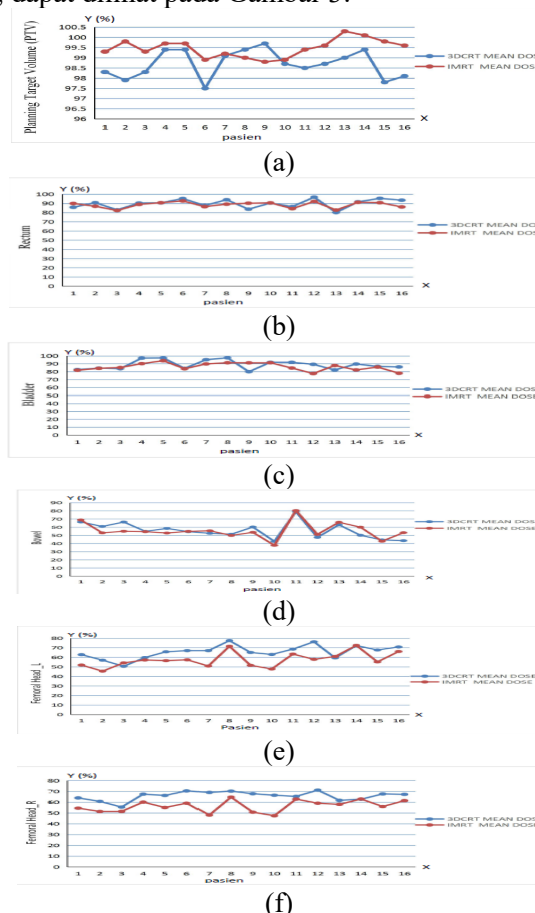 , dapat dilihat pada Gambar 3.
Y (%)
Planning Target Volume (PTV)
100.5
100
99.5
99
98.5
98
97.5
97
96.5
96
3DCRT MEAN DOSE
IMRT MEAN DOSE
1 2 3 4 5 6 7 8 9 10 11 12 13 14 15 16
X
pasien
(a)
Y (%)
Rectum
100
90
80
70
60
50
40
30
20
10
0
3DCRT MEAN DO
IMRT MEAN DOS
1 2 3 4 5 6 7 8 9 10 11 12 13 14 15 16
X
pasien
(b)
Y (%)
Bladder
100
90
80
70
60
50
40
30
20
10
0
3DCRT MEAN DOS
IMRT MEAN DOSE
1 2 3 4 5 6 7 8 9 10 11 12 13 14 15 16
X
pasien
(c)
Y (%)
Bowel
90
80
70
60
50
40
30
20
10
0
3DCRT MEAN DOS
IMRT MEAN DOSE
1 2 3 4 5 6 7 8 9 10 11 12 13 14 15 16
X
pasien
(d)
Y (%)
Femoral Head_L
80
70
60
50
40
30
20
10
0
3DCRT MEAN DOSE
IMRT MEAN DOSE
1 2 3 4 5 6 7 8 9 10 11 12 13 14 15 16
X
Pasien
(e)
Y (%)
Femoral Head_R
80
70
60
50
40
30
20
10
0
3DCRT MEAN DOS
IMRT MEAN DOSE
1 2 3 4 5 6 7 8 9 10 11 12 13 14 15 16
X
pasien
(f)